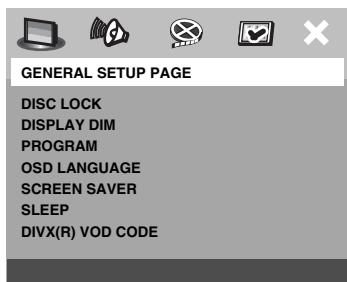 GENERAL SETUP PAGE
DISC LOCK
DISPLAY DIM
PROGRAM
OSD LANGUAGE
SCREEN SAVER
SLEEP
DIVX(R) VOD CODE